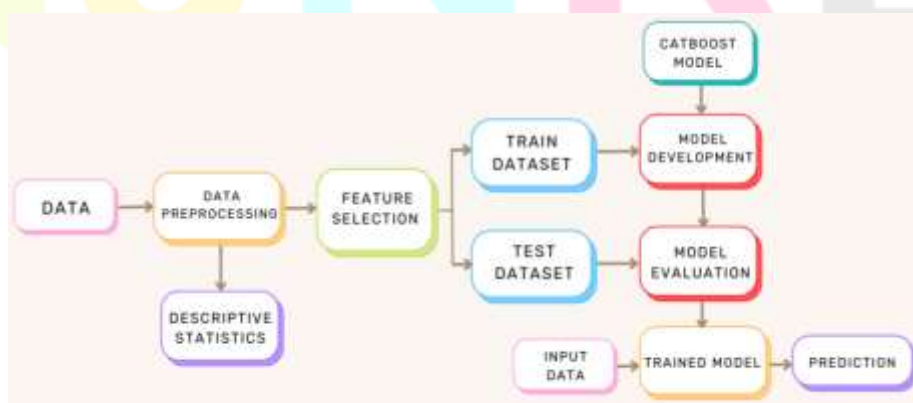 CATBOOST
MODEL
TRAIN
DATASET
MODEL
DEVELOPMENT
DATA
DATA
PREPROCESSING
FEATURE
SELECTION
TEST
DATASET
MODEL
EVALUATION
DESCRIPTIVE
STATISTICS
INPUT
DATA
TRAINED MODEL
PREDICTION